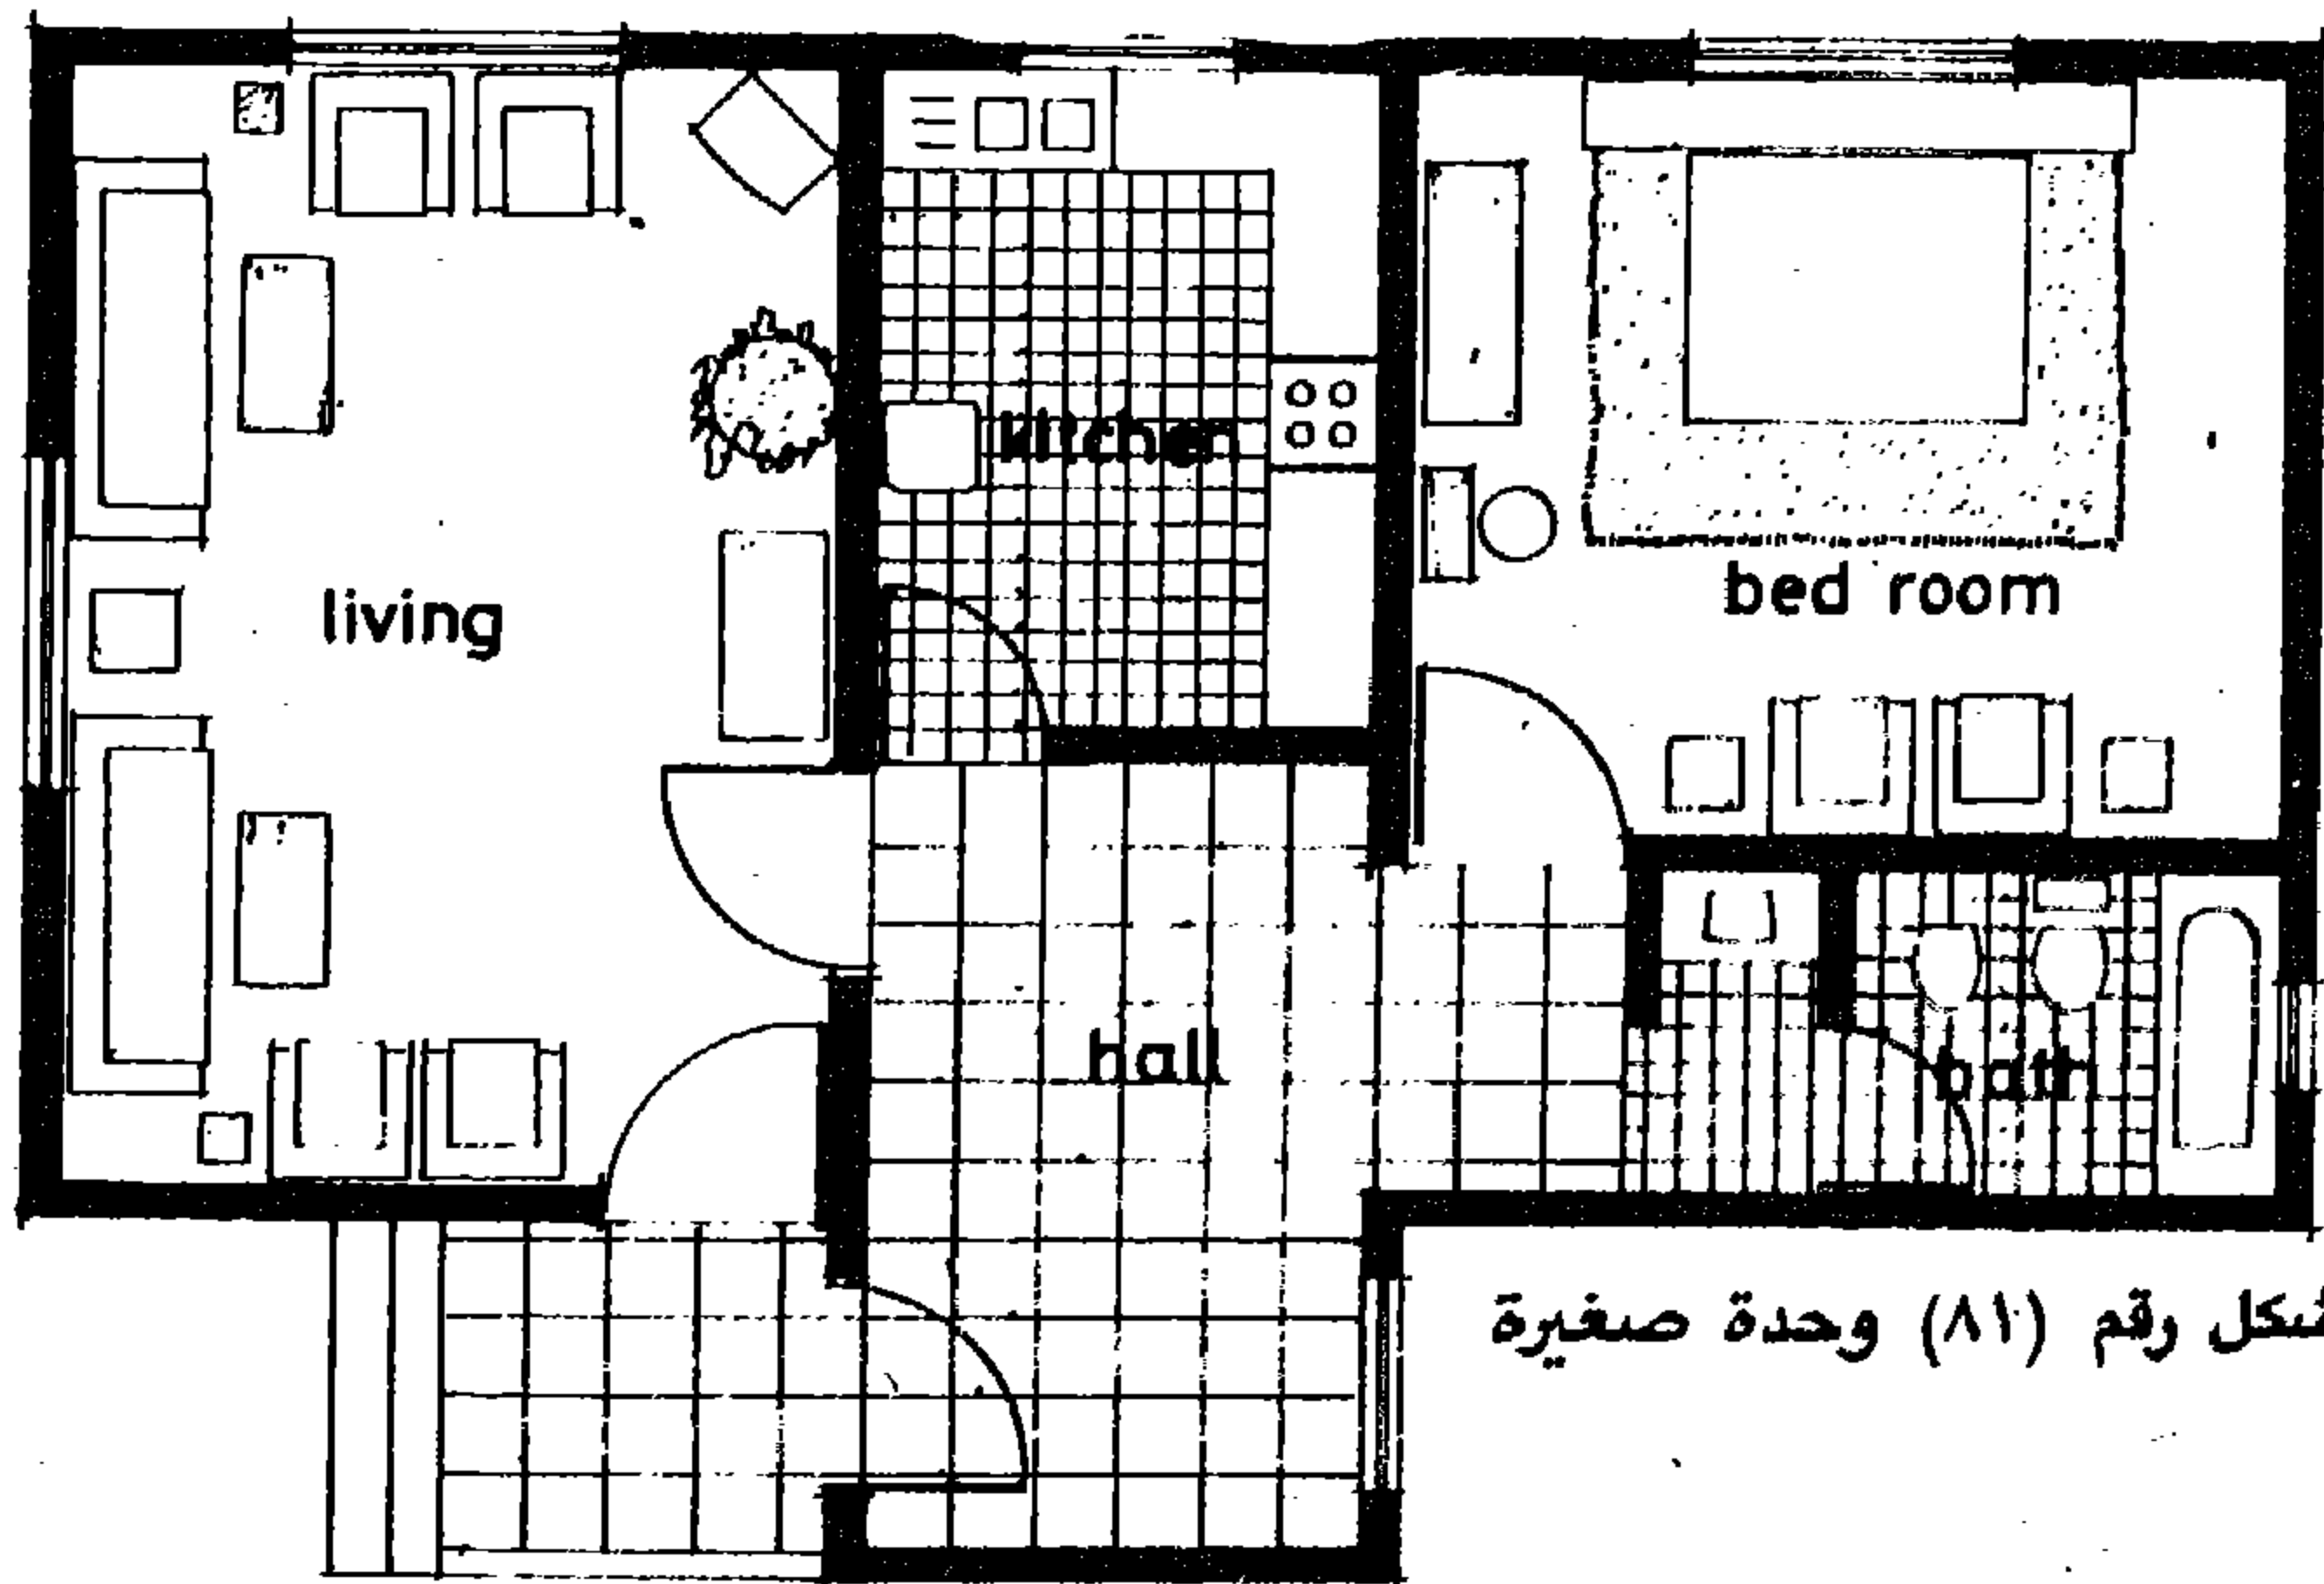 kitchen
living
bed room
hall
bath
شكل رقم (٨١) وحدة صغيرة